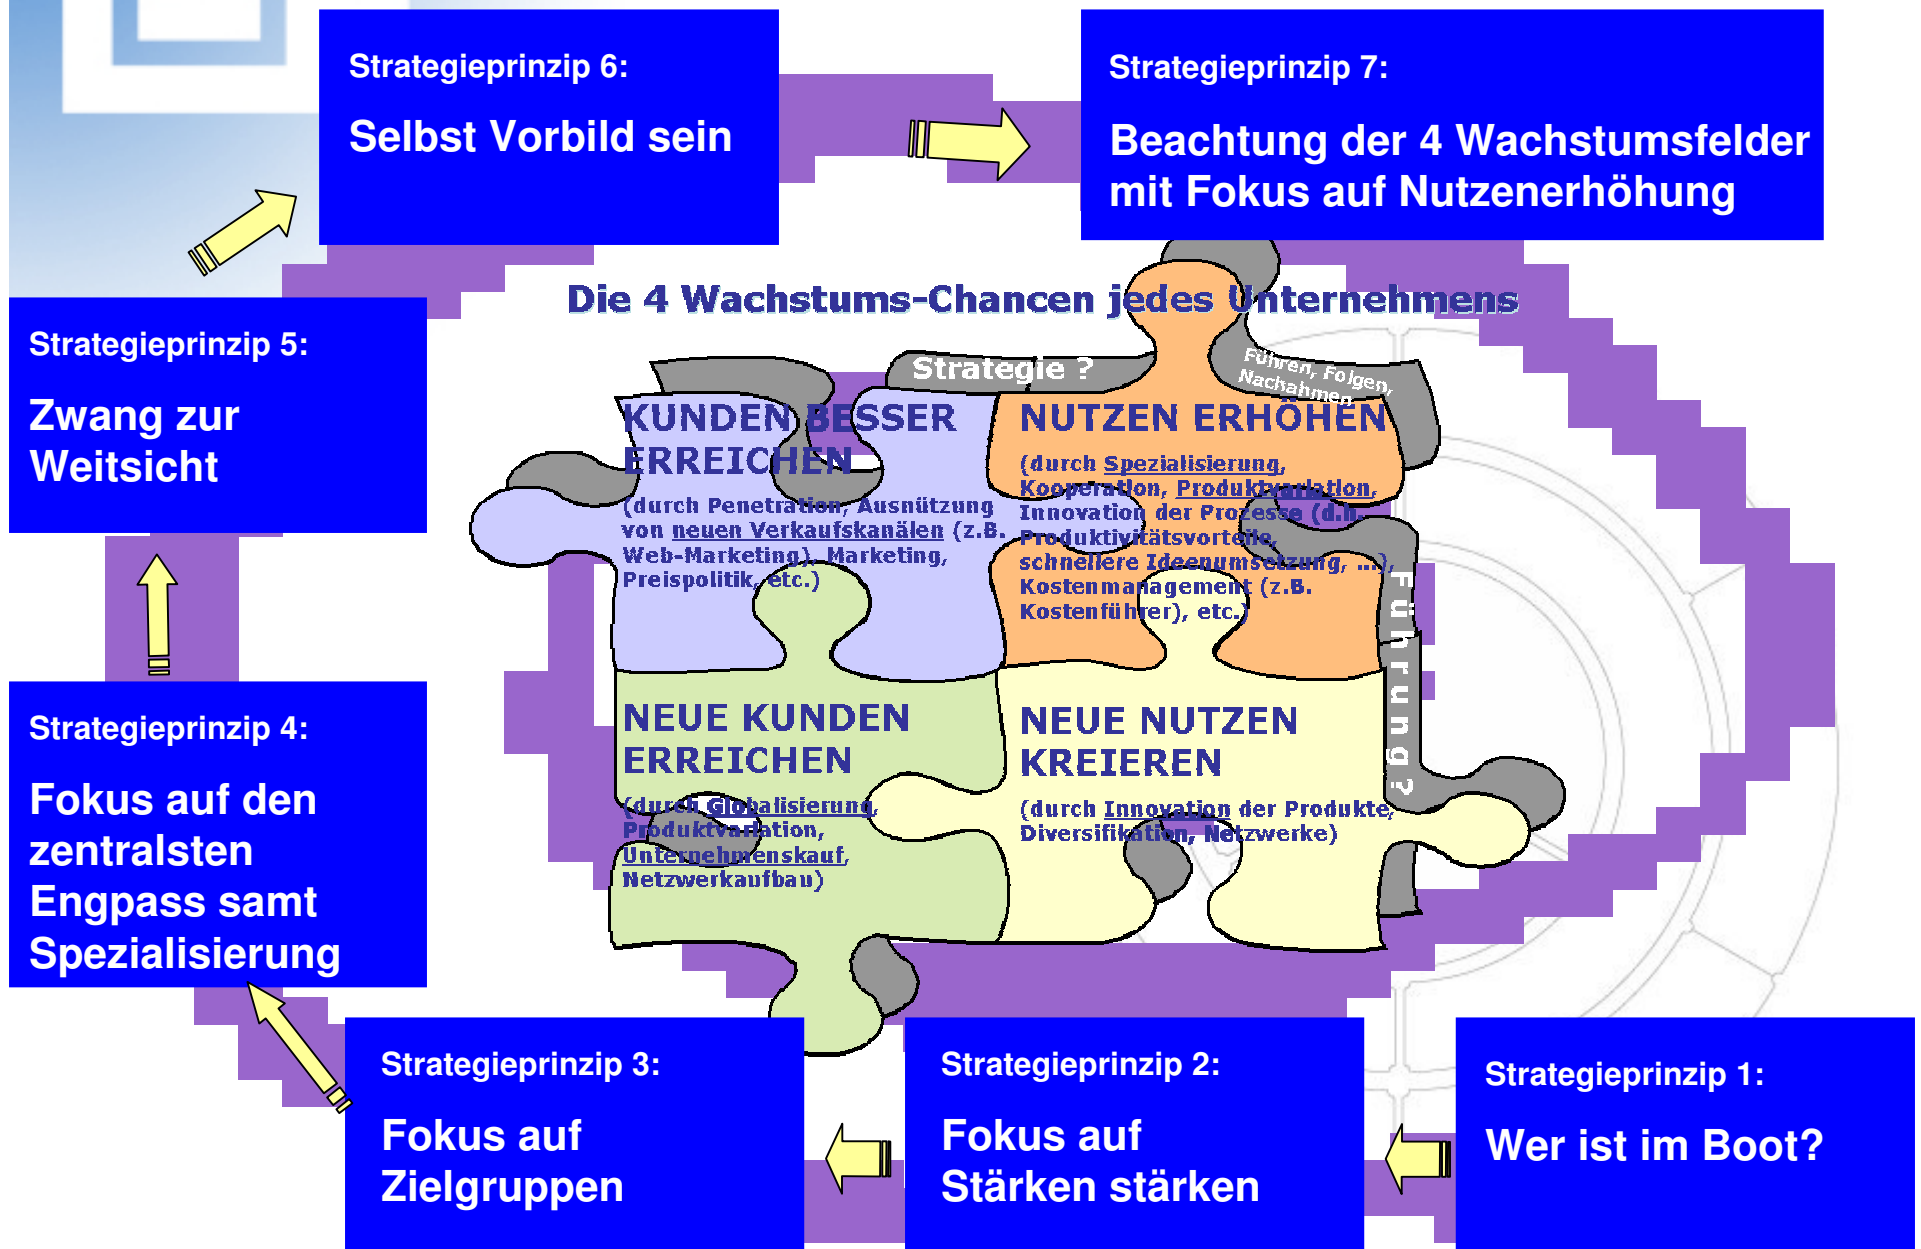 Strategieprinzip 6:
Selbst Vorbild sein
Strategieprinzip 7:
Beachtung der 4 Wachstumsfelder
mit Fokus auf Nutzenerhöhung
Strategieprinzip 5:
Zwang zur
Weitsicht
Die 4 Wachstums-Chancen jedes Unternehmens
Strategie ?
Führen, Folgen,
Nachahmen
KUNDEN BESSER
ERREICHEN
(durch Penetration, Ausnützung
von neuen Verkaufskanälen (z.B.
Web-Marketing), Marketing,
Preispolitik, etc.)
NUTZEN ERHÖHEN
(durch Spezialisierung,
Kooperation, Produktvariation,
Innovation der Prozesse (d.h.
Produktivitätsvorteile,
schnellere Ideenumsetzung, ...),
Kostenmanagement (z.B.
Kostenführer), etc.)
Führung?
NEUE KUNDEN
ERREICHEN
(durch Globalisierung,
Produktvariation,
Unternehmenskauf,
Netzwerkaufbau)
NEUE NUTZEN
KREIEREN
(durch Innovation der Produkte,
Diversifikation, Netzwerke)
Strategieprinzip 4:
Fokus auf den
zentralsten
Engpass samt
Spezialisierung
Strategieprinzip 3:
Fokus auf
Zielgruppen
Strategieprinzip 2:
Fokus auf
Stärken stärken
Strategieprinzip 1:
Wer ist im Boot?